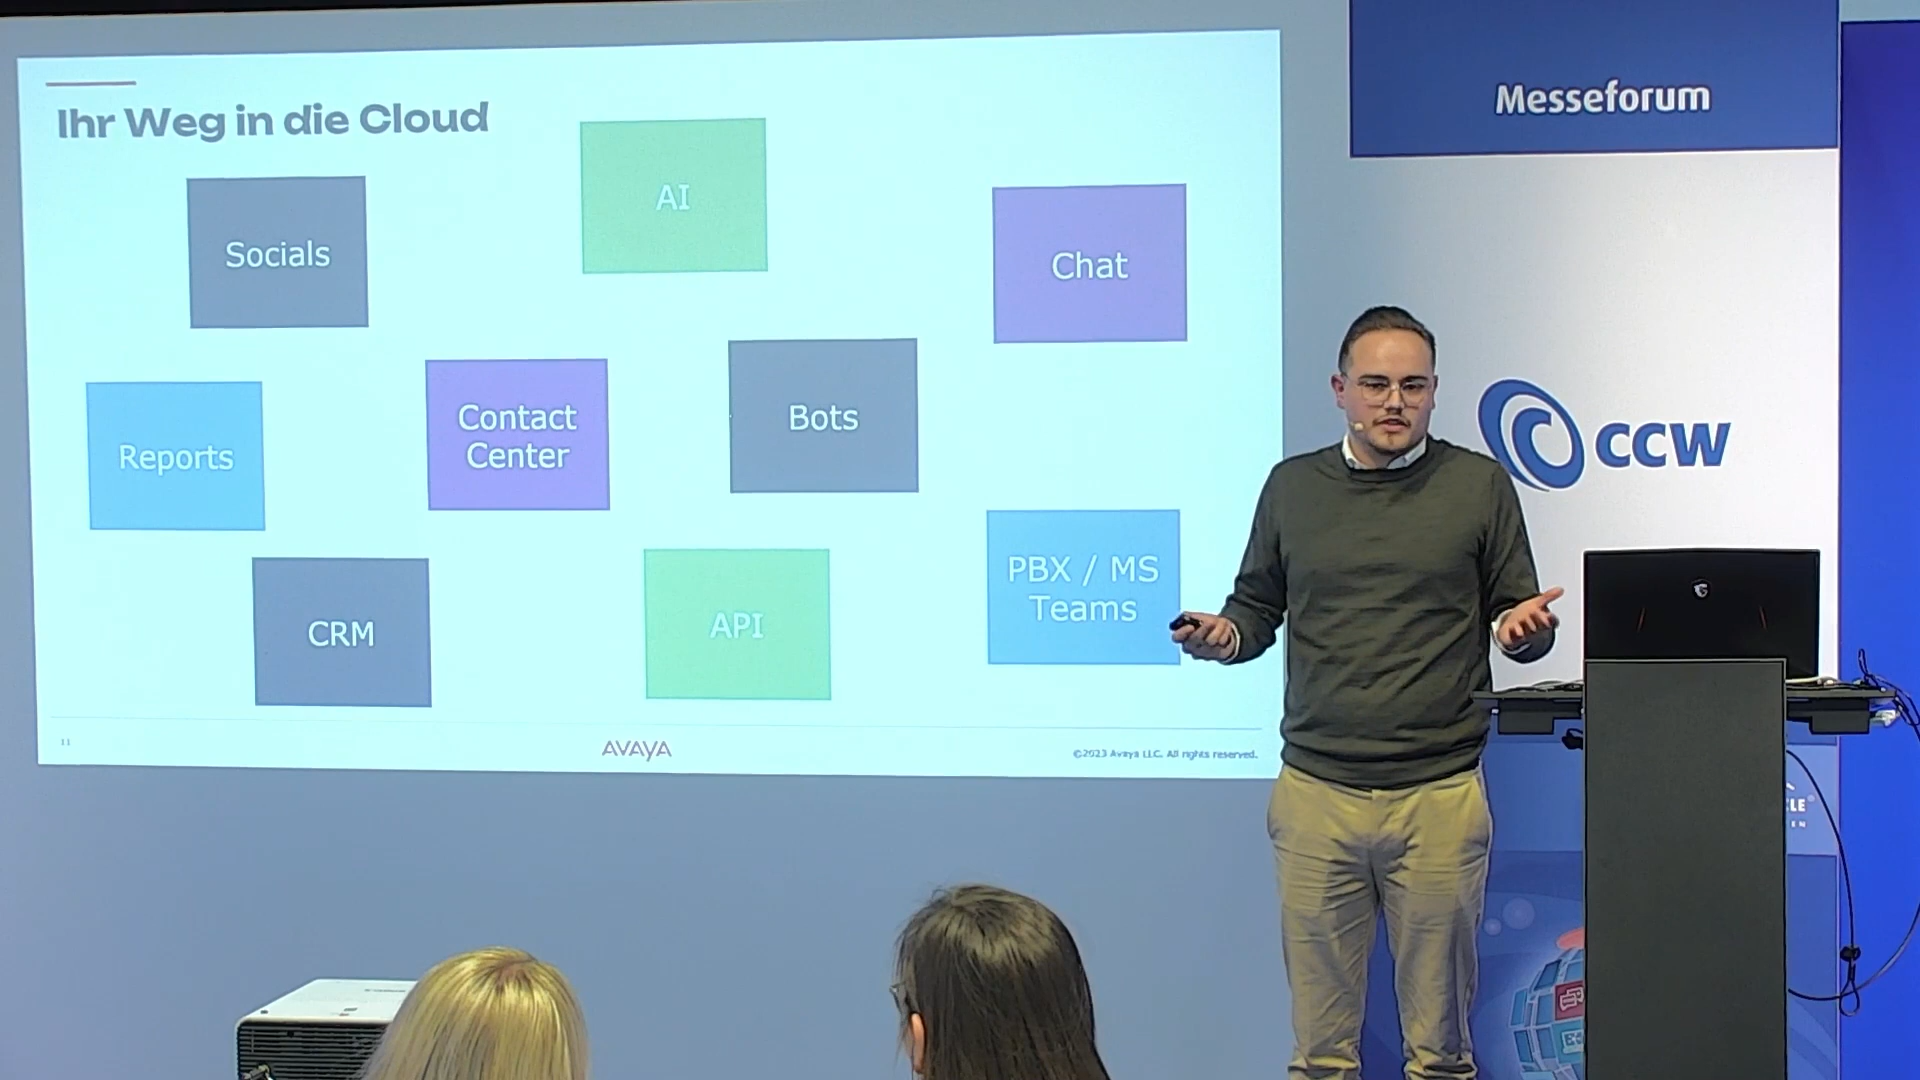 Ihr Weg in die Cloud
AI
Socials
Chat
Contact
Center
Bots
Reports
PBX / MS
Teams
CRM
API
11
AVAYA
©2023 Avaya LLC. All rights reserved.
Messeforum
CCW